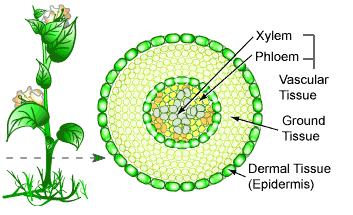 Xylem
Phloem
Vascular
Tissue
Ground
Tissue
Dermal Tissue
(Epidermis)